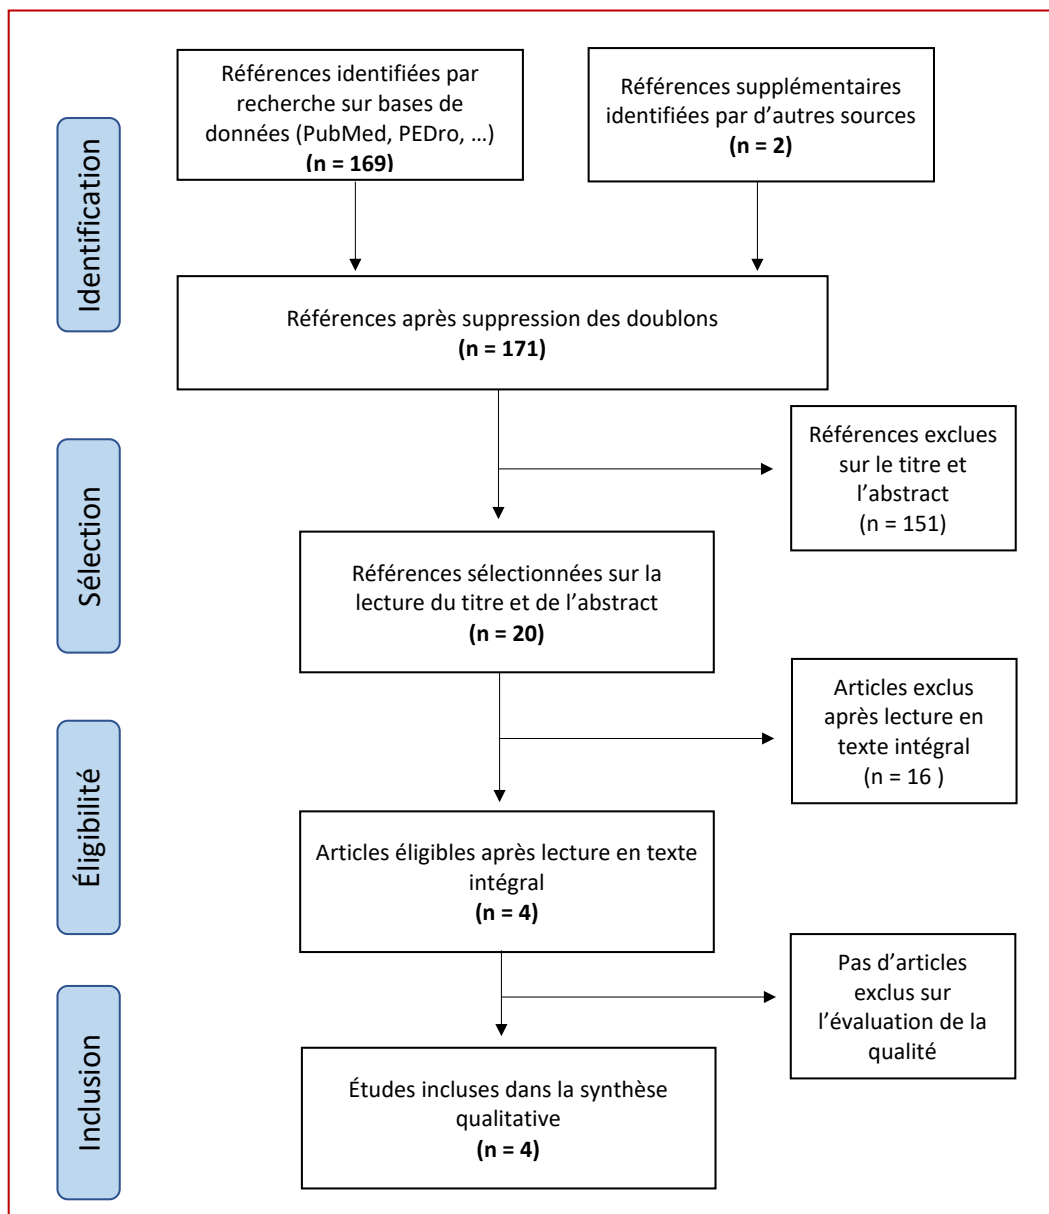 Identification
Références identifiées par
recherche sur bases de
données (PubMed, PEDro, …)
(n = 169)
Références supplémentaires
identifiées par d’autres sources
(n = 2)
Références après suppression des doublons
(n = 171)
Sélection
Références exclues
sur le titre et
l’abstract
(n = 151)
Références sélectionnées sur la
lecture du titre et de l’abstract
(n = 20)
Éligibilité
Articles exclus
après lecture en
texte intégral
(n = 16 )
Articles éligibles après lecture en texte
intégral
(n = 4)
Inclusion
Pas d’articles
exclus sur
l’évaluation de la
qualité
Études incluses dans la synthèse
qualitative
(n = 4)